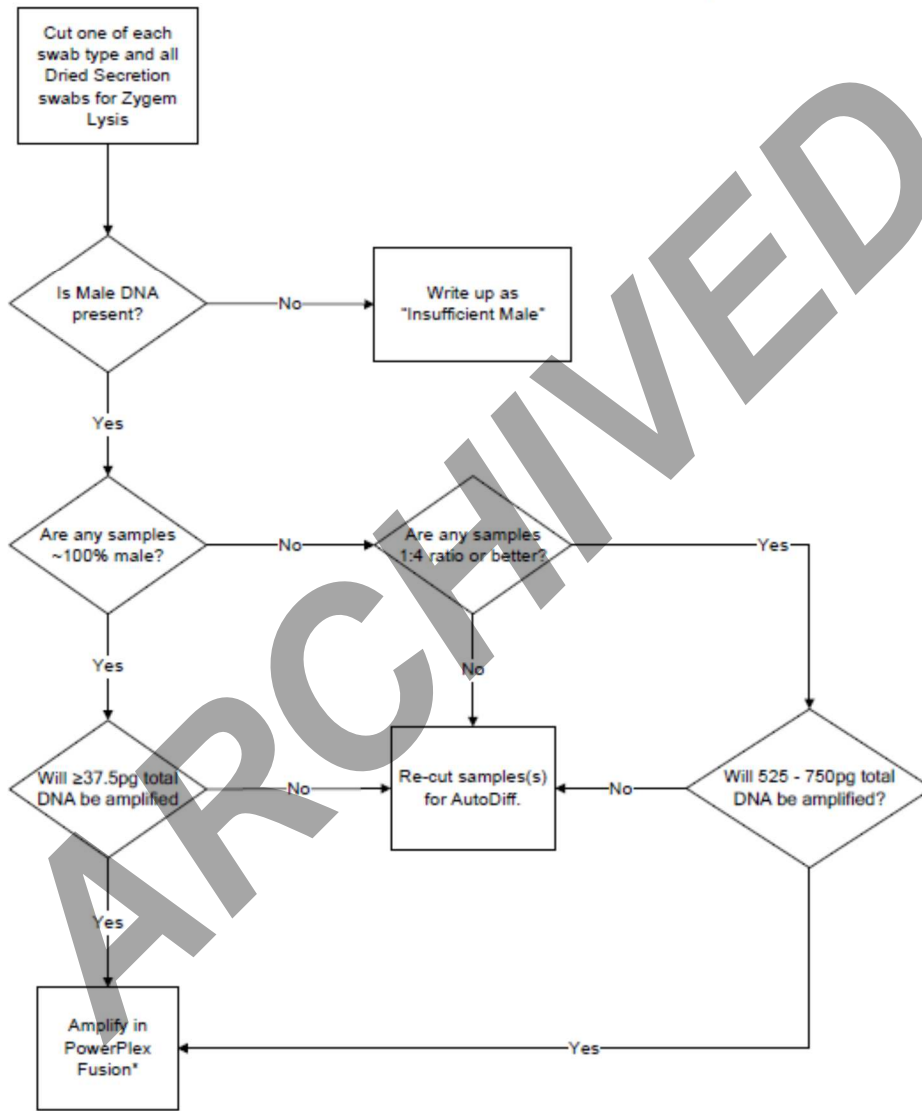 Cut one of each
swab type and all
Dried Secretion
swabs for Zygem
Lysis
Is Male DNA
present?
No
Write up as
"Insufficient Male"
Yes
Are any samples
~100% male?
No
Are any samples
1:4 ratio or better?
Yes
Yes
No
Will ≥37.5pg total
DNA be amplified
No
Re-cut samples(s)
for AutoDiff.
No
Will 525 - 750pg total
DNA be amplified?
Yes
Amplify in
PowerPlex
Fusion*
Yes
ARCHIVED